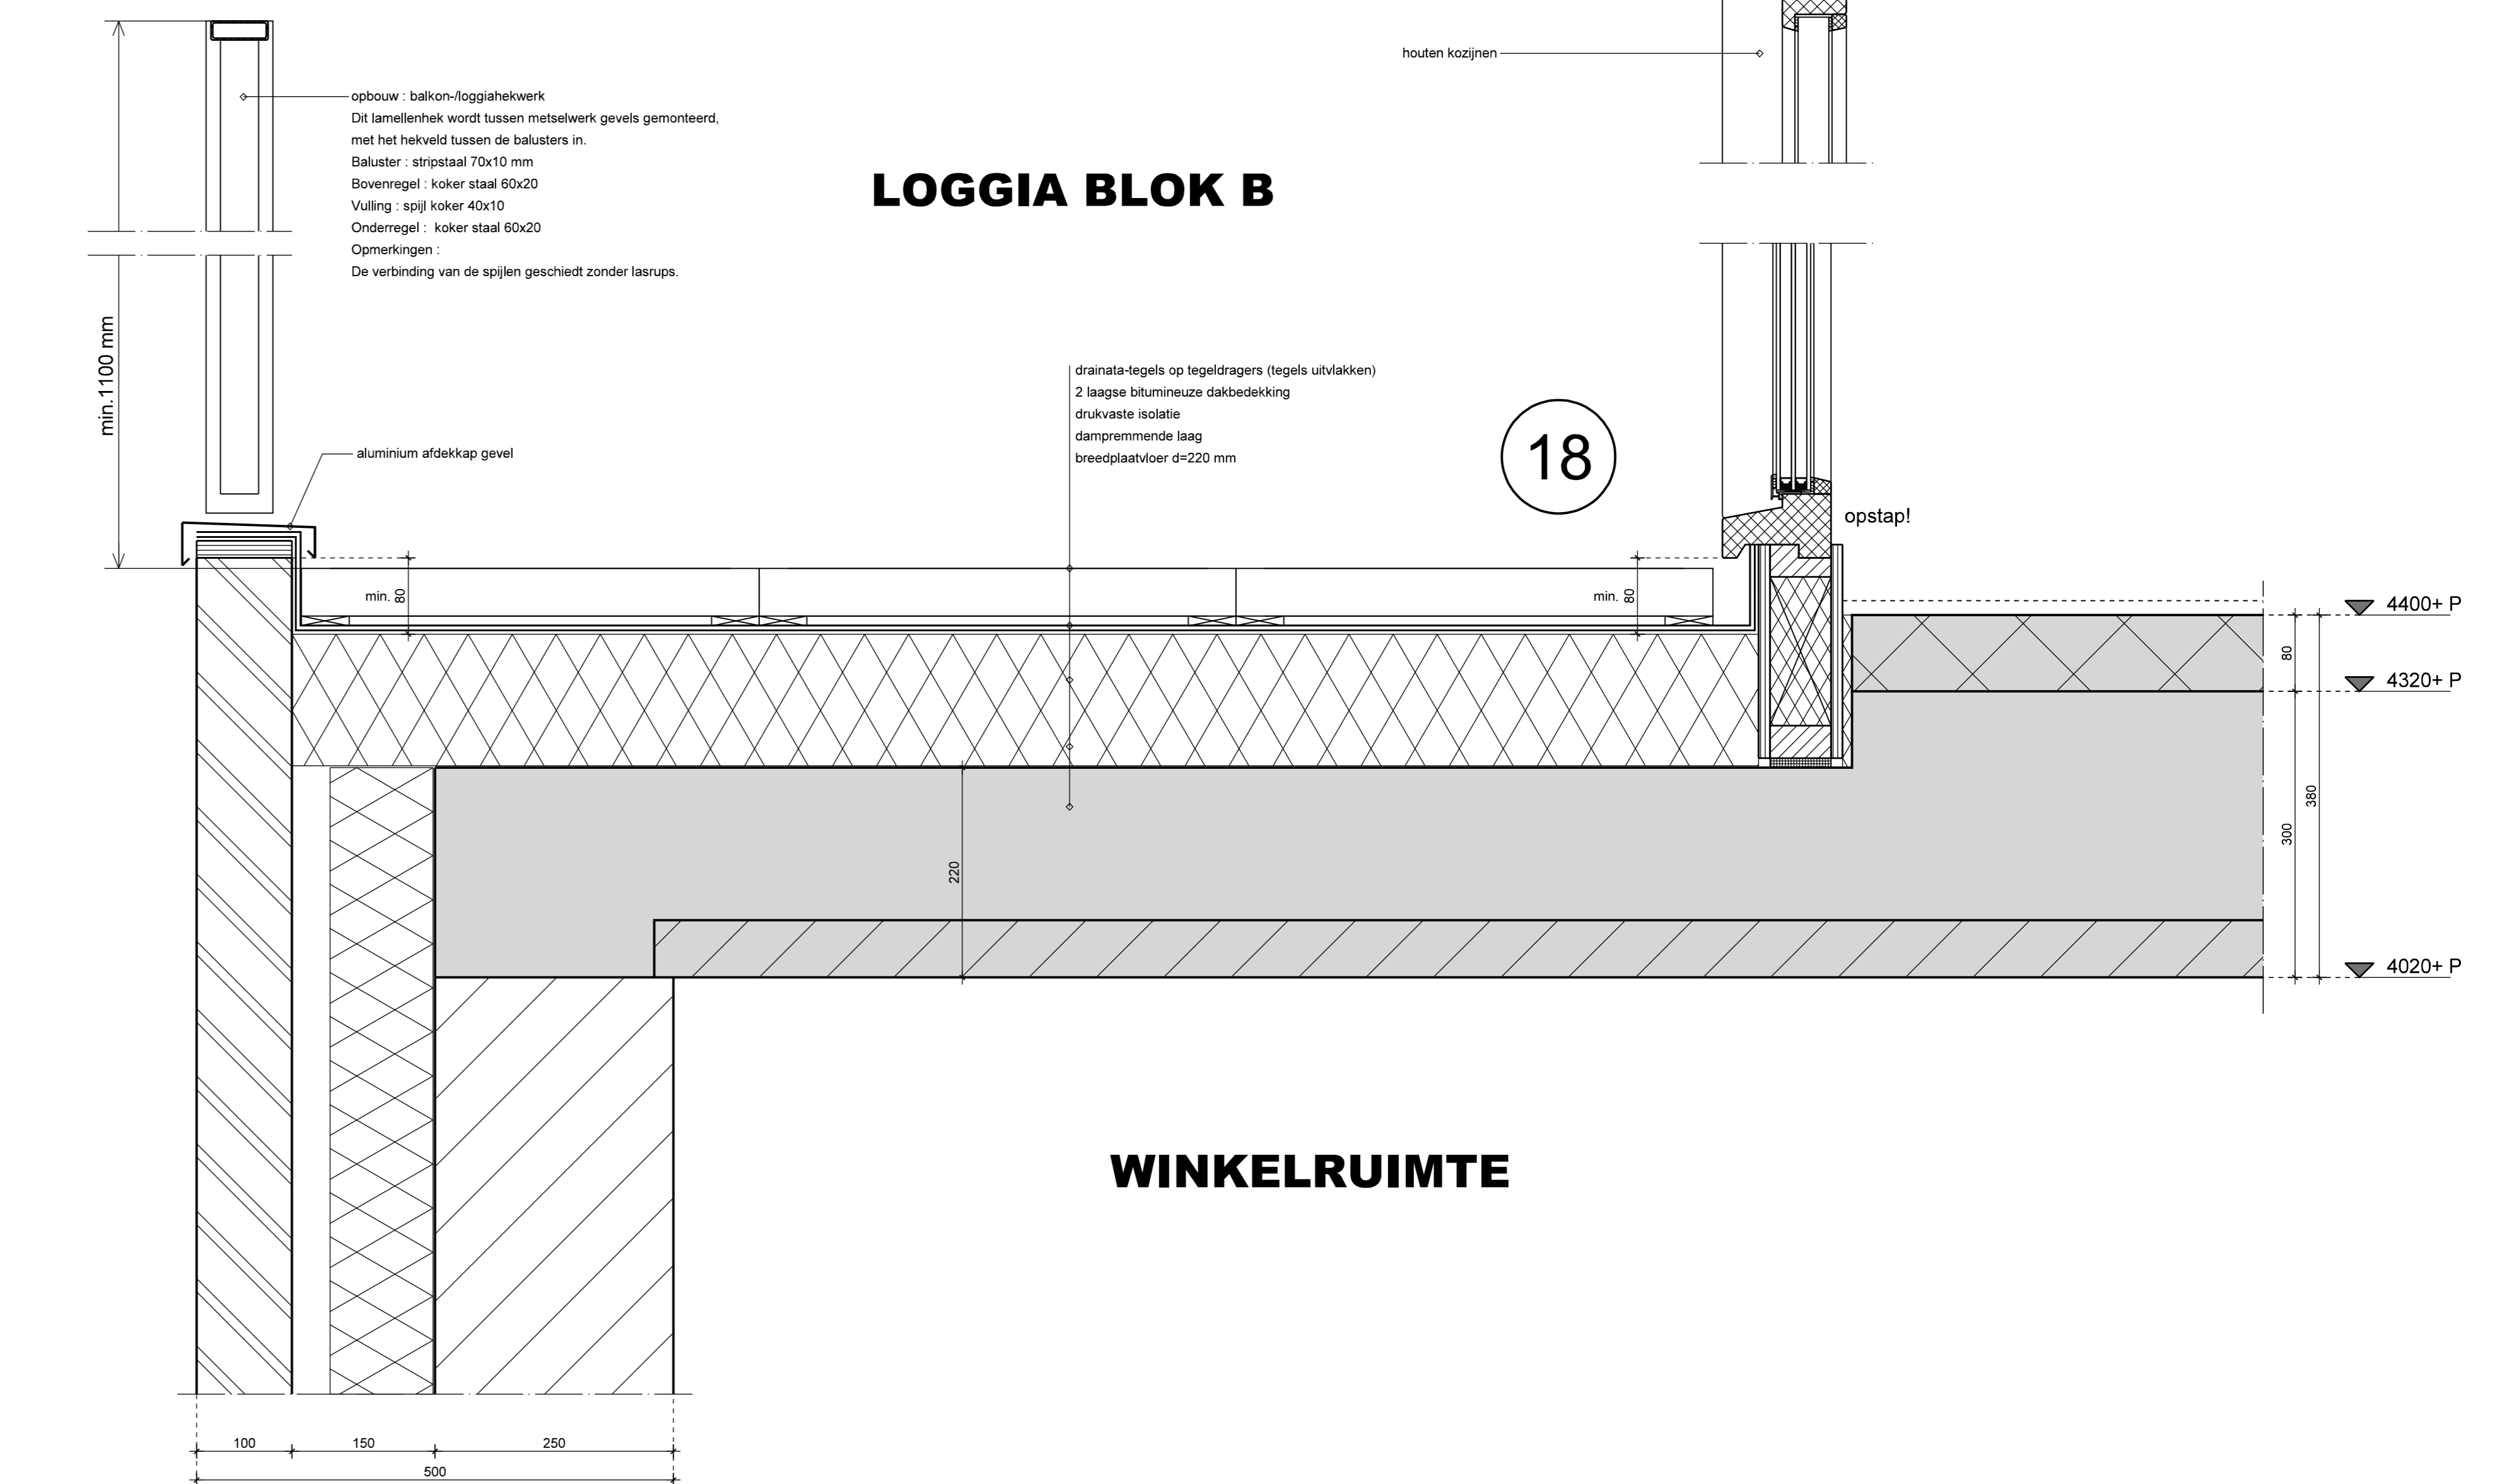 houten kozijnen
opbouw : balkon-/loggiahekwerk
Dit lamellenhek wordt tussen metselwerk gevels gemonteerd,
met het hekveld tussen de balusters in.
Baluster : stripstaal 70x10 mm
Bovenregel : koker staal 60x20
Vulling : spijl koker 40x10
Onderregel :  koker staal 60x20
Opmerkingen :
De verbinding van de spijlen geschiedt zonder lasrups.
LOGGIA BLOK B
min.1100 mm
aluminium afdekkap gevel
drainata-tegels op tegeldragers (tegels uitvlakken)
2 laagse bitumineuze dakbedekking
drukvaste isolatie
dampremmende laag
breedplaatvloer d=220 mm
18
opstap!
min. 80
min. 80
4400+ P
80
4320+ P
380
300
220
4020+ P
WINKELRUIMTE
100
150
250
500